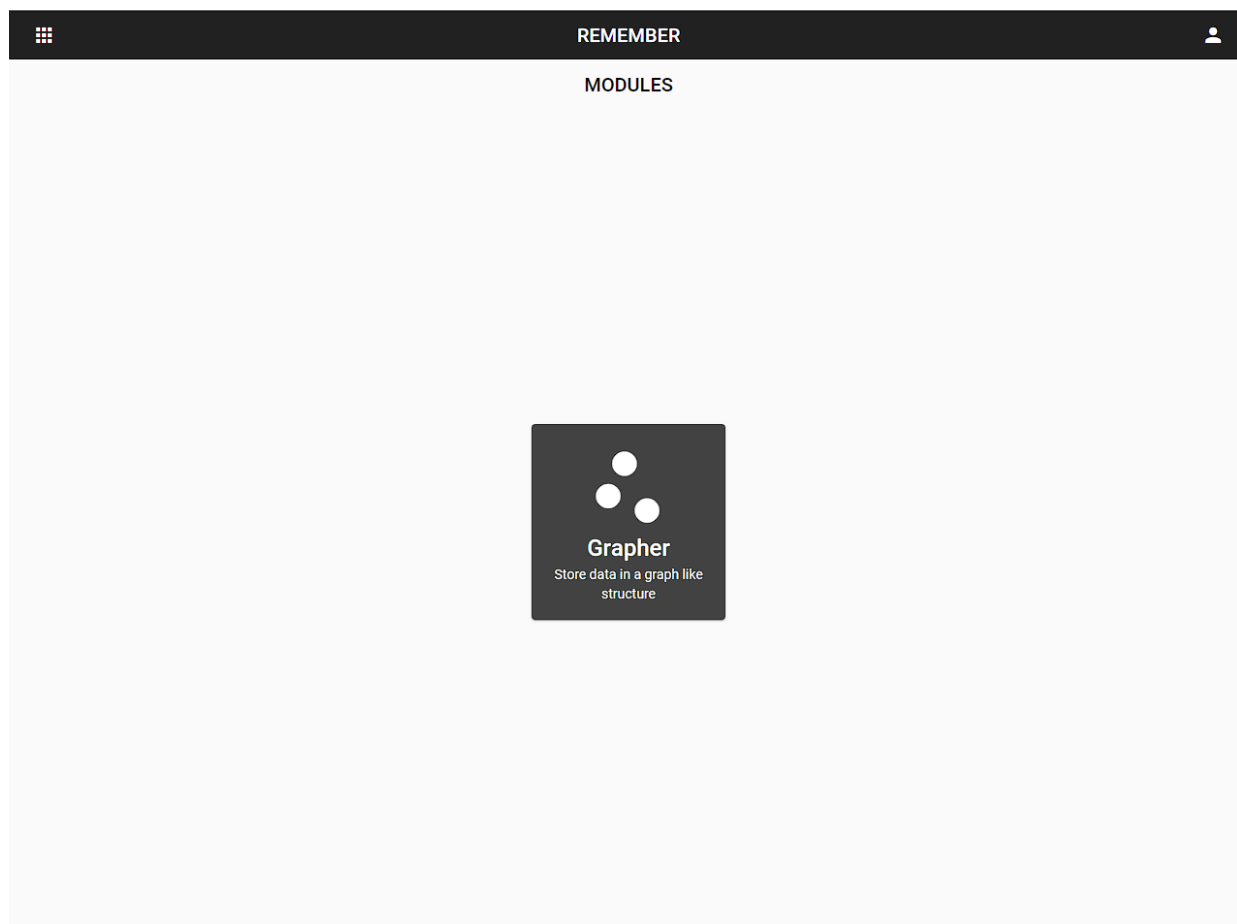 REMEMBER
MODULES
Grapher
Store data in a graph like
structure